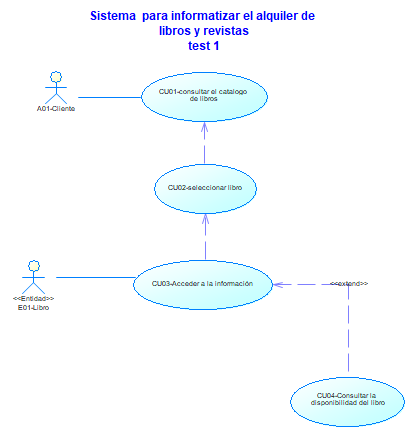 Sistema para informatizar el alquiler de
libros y revistas
test 1
CU01-consultar el catalogo
de libros
A01-Cliente
CU02-seleccionar libro
CU03-Acceder a la información
<<extend>>
<<Entidad>>
E01-Libro
CU04-Consultar la
disponibilidad del libro